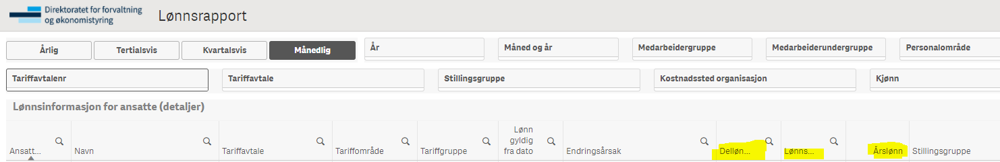 Direktoratet for forvaltning
og økonomistyring
Lønnsrapport
Årlig
Tertialsvis
Kvartalsvis
Månedlig
År
Måned og år
Medarbeidergruppe
Medarbeiderundergruppe
Personalområde
Tariffavtalenr
Tariffavtale
Stillingsgruppe
Kostnadssted organisasjon
Kjønn
Lønnsinformasjon for ansatte (detaljer)
Ansatt...
Navn
Tariffavtale
Tariffområde
Tariffgruppe
Lønn
gyldig
fra dato
Endringsårsak
Delløn...
Lønns...
Årslønn
Stillingsgruppe